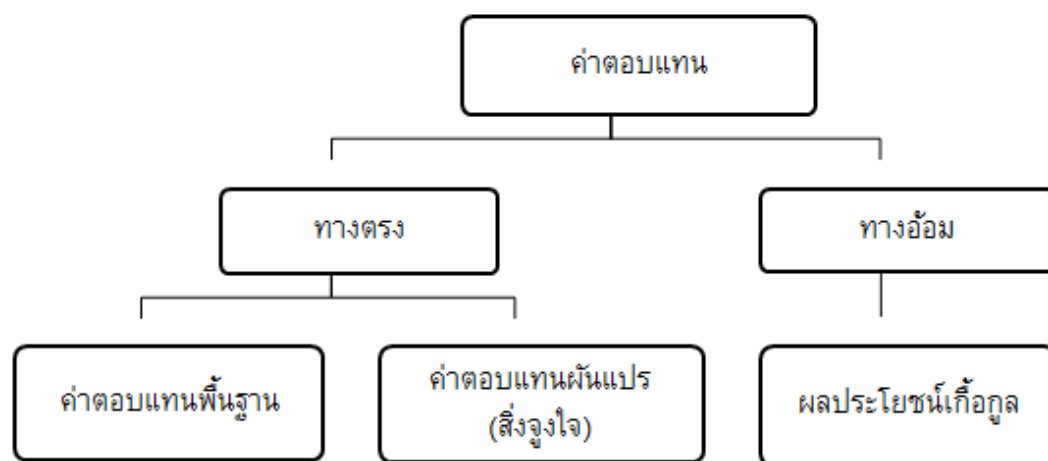 ค่าตอบแทน
ทางตรง
ทางอ้อม
ค่าตอบแทนพื้นฐาน
ค่าตอบแทนผันแปร
(สิ่งจูงใจ)
ผลประโยชน์เกื้อกูล